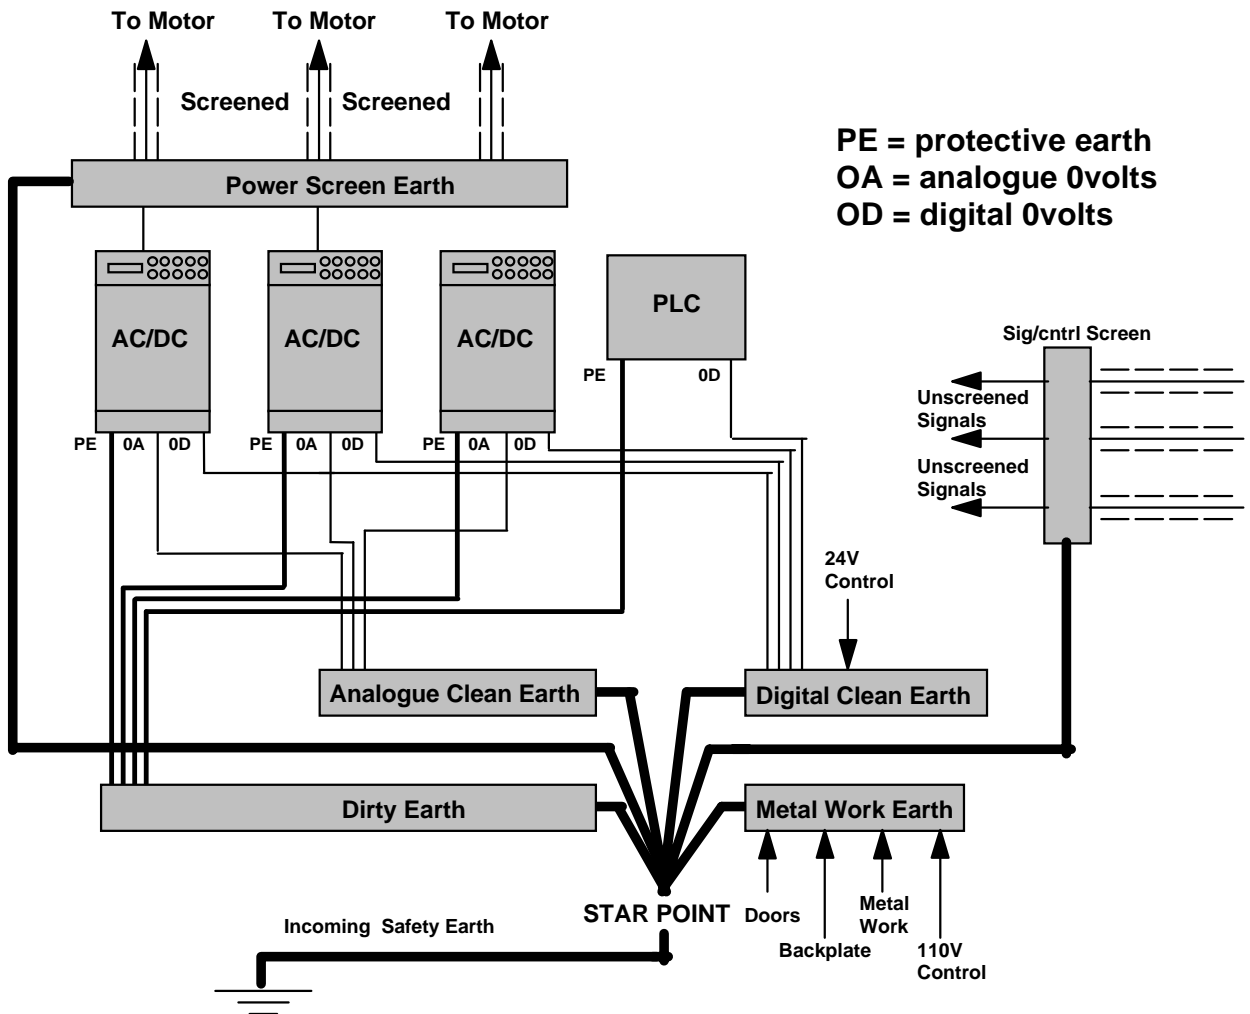 To Motor
To Motor
To Motor
Screened
Screened
PE = protective earth
OA = analogue 0volts
OD = digital 0volts
Power Screen Earth
AC/DC
AC/DC
AC/DC
PLC
Sig/cntrl Screen
PE
0D
Unscreened
Signals
PE
0A
0D
PE
0A
0D
PE
0A
0D
Unscreened
Signals
24V
Control
Analogue Clean Earth
Digital Clean Earth
Dirty Earth
Metal Work Earth
STAR POINT
Doors
Metal
Work
Incoming Safety Earth
Backplate
110V
Control